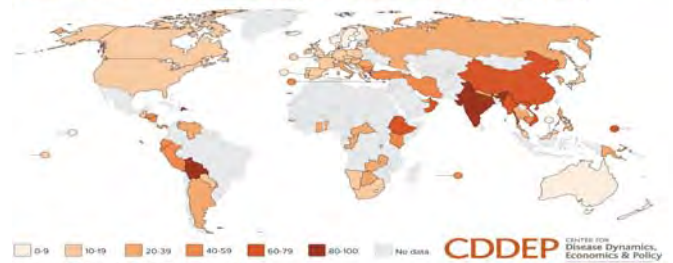 0-9 10-19 20-39 40-59 60-79 80-100 No data
CDDEP
CENTER FOR
Disease Dynamics,
Economics & Policy